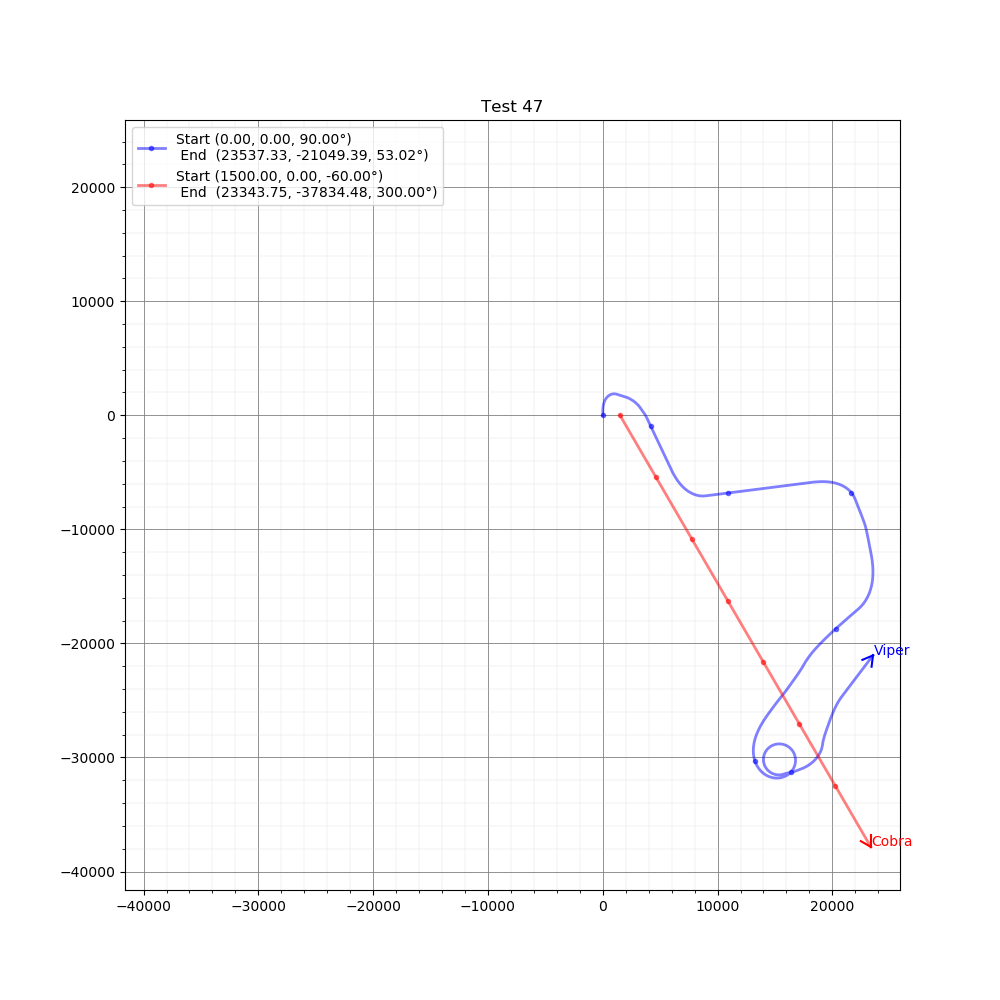 Test 47
Start (0.00, 0.00, 90.00°)
End (23537.33, -21049.39, 53.02°)
Start (1500.00, 0.00, -60.00°)
End (23343.75, -37834.48, 300.00°)
20000
10000
0
−10000
−20000
−30000
−40000
Viper
Cobra
−40000
−30000
−20000
−10000
0
10000
20000